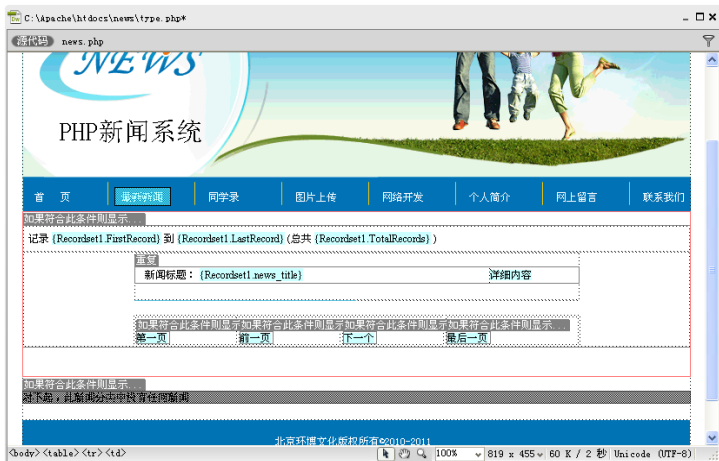 C:\Apache\htdocs\news\type.php*
源代码 news.php
NEWS
PHP新闻系统
首 页 最新新闻 同学录 图片上传 网络开发 个人简介 网上留言 联系我们
如果符合此条件则显示...
记录 {Recordset1.FirstRecord} 到 {Recordset1.LastRecord} (总共 {Recordset1.TotalRecords} )
重复
新闻标题： {Recordset1.news_title} 详细内容
如果符合此条件则显示如果符合此条件则显示如果符合此条件则显示如果符合此条件则显示...
第一页 前一页 下一个 最后一页
如果符合此条件则显示...
对不起，此新闻分类中没有任何新闻
北京环博文化版权所有©2010-2011
<body><table><tr><td> 100% 819 x 455 60 K / 2 秒 Unicode (UTF-8)